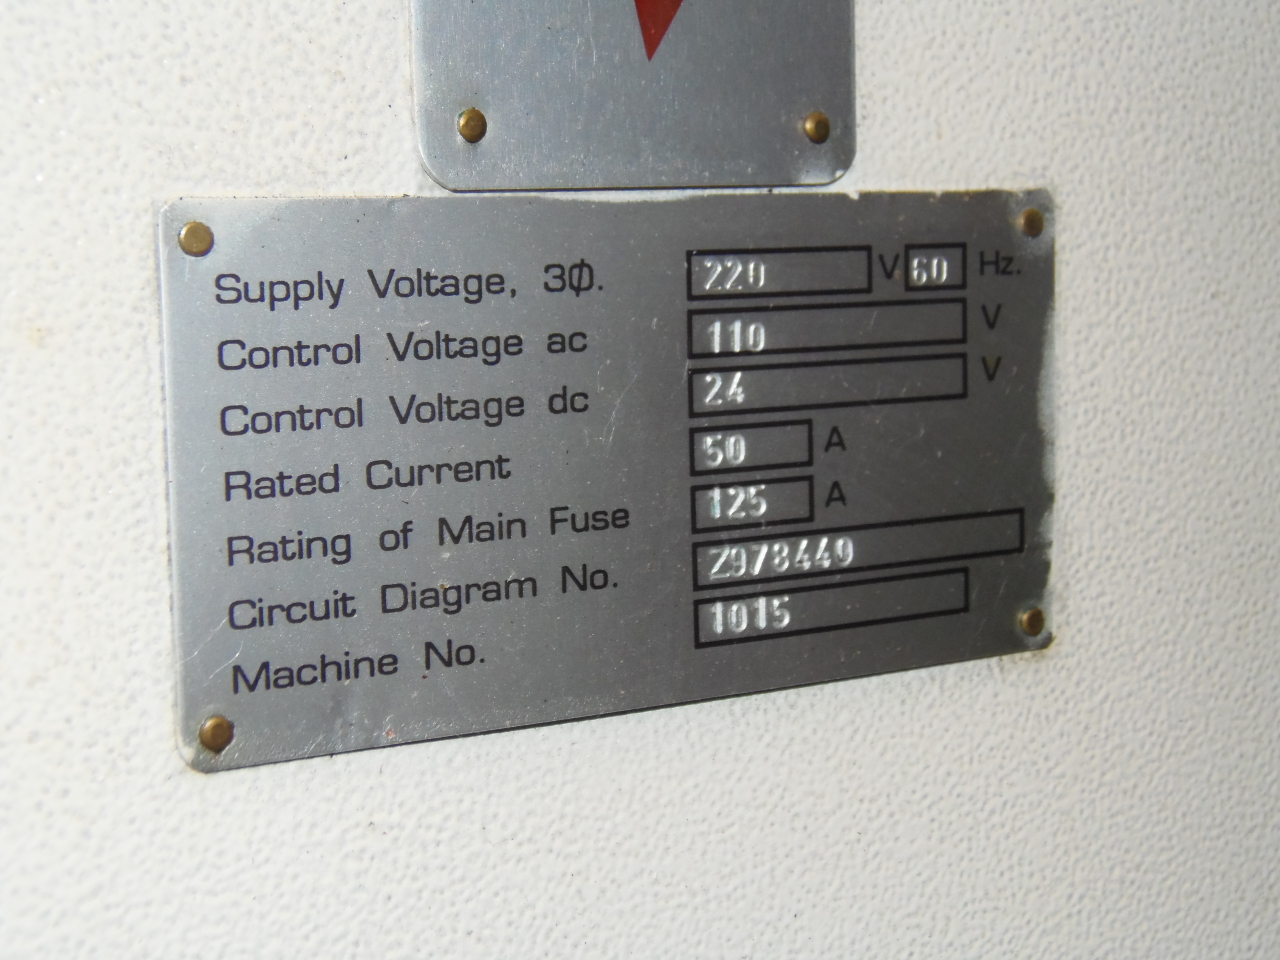 Supply Voltage, 3Φ. 220 V 60 Hz.
Control Voltage ac 110 V
Control Voltage dc 24 V
Rated Current 50 A
Rating of Main Fuse 125 A
Circuit Diagram No. Z978440
Machine No. 1015